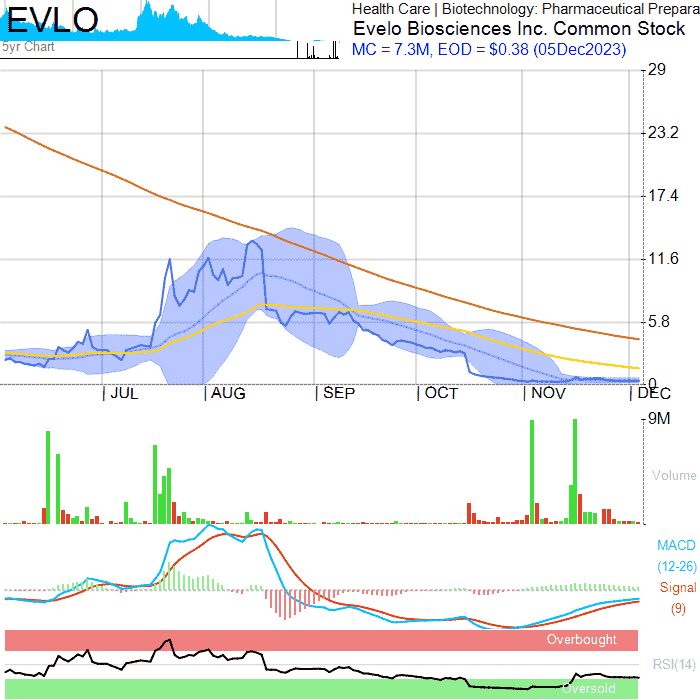 EVLO
5yr Chart
Health Care | Biotechnology: Pharmaceutical Prepara
Evelo Biosciences Inc. Common Stock
MC = 7.3M, EOD = $0.38 (05Dec2023)
29
23.2
17.4
11.6
5.8
0
JUL AUG SEP OCT NOV DEC
9M
Volume
MACD
(12-26)
Signal
(9)
Overbought
RSI(14)
Oversold